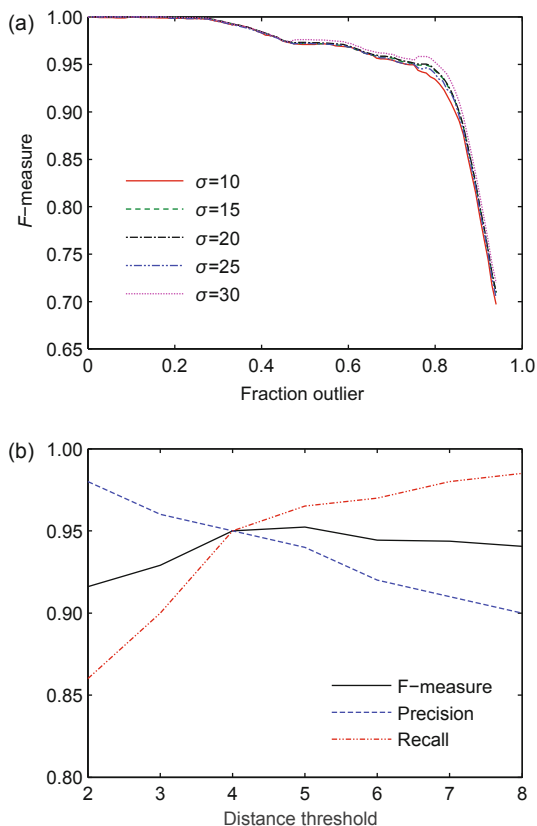 (a)
1.00
0.95
0.90
0.85
0.80
0.75
0.70
0.65
F-measure
σ=10
σ=15
σ=20
σ=25
σ=30
0 0.2 0.4 0.6 0.8 1.0
Fraction outlier
(b)
1.00
0.95
0.90
0.85
0.80
F-measure
Precision
Recall
2 3 4 5 6 7 8
Distance threshold